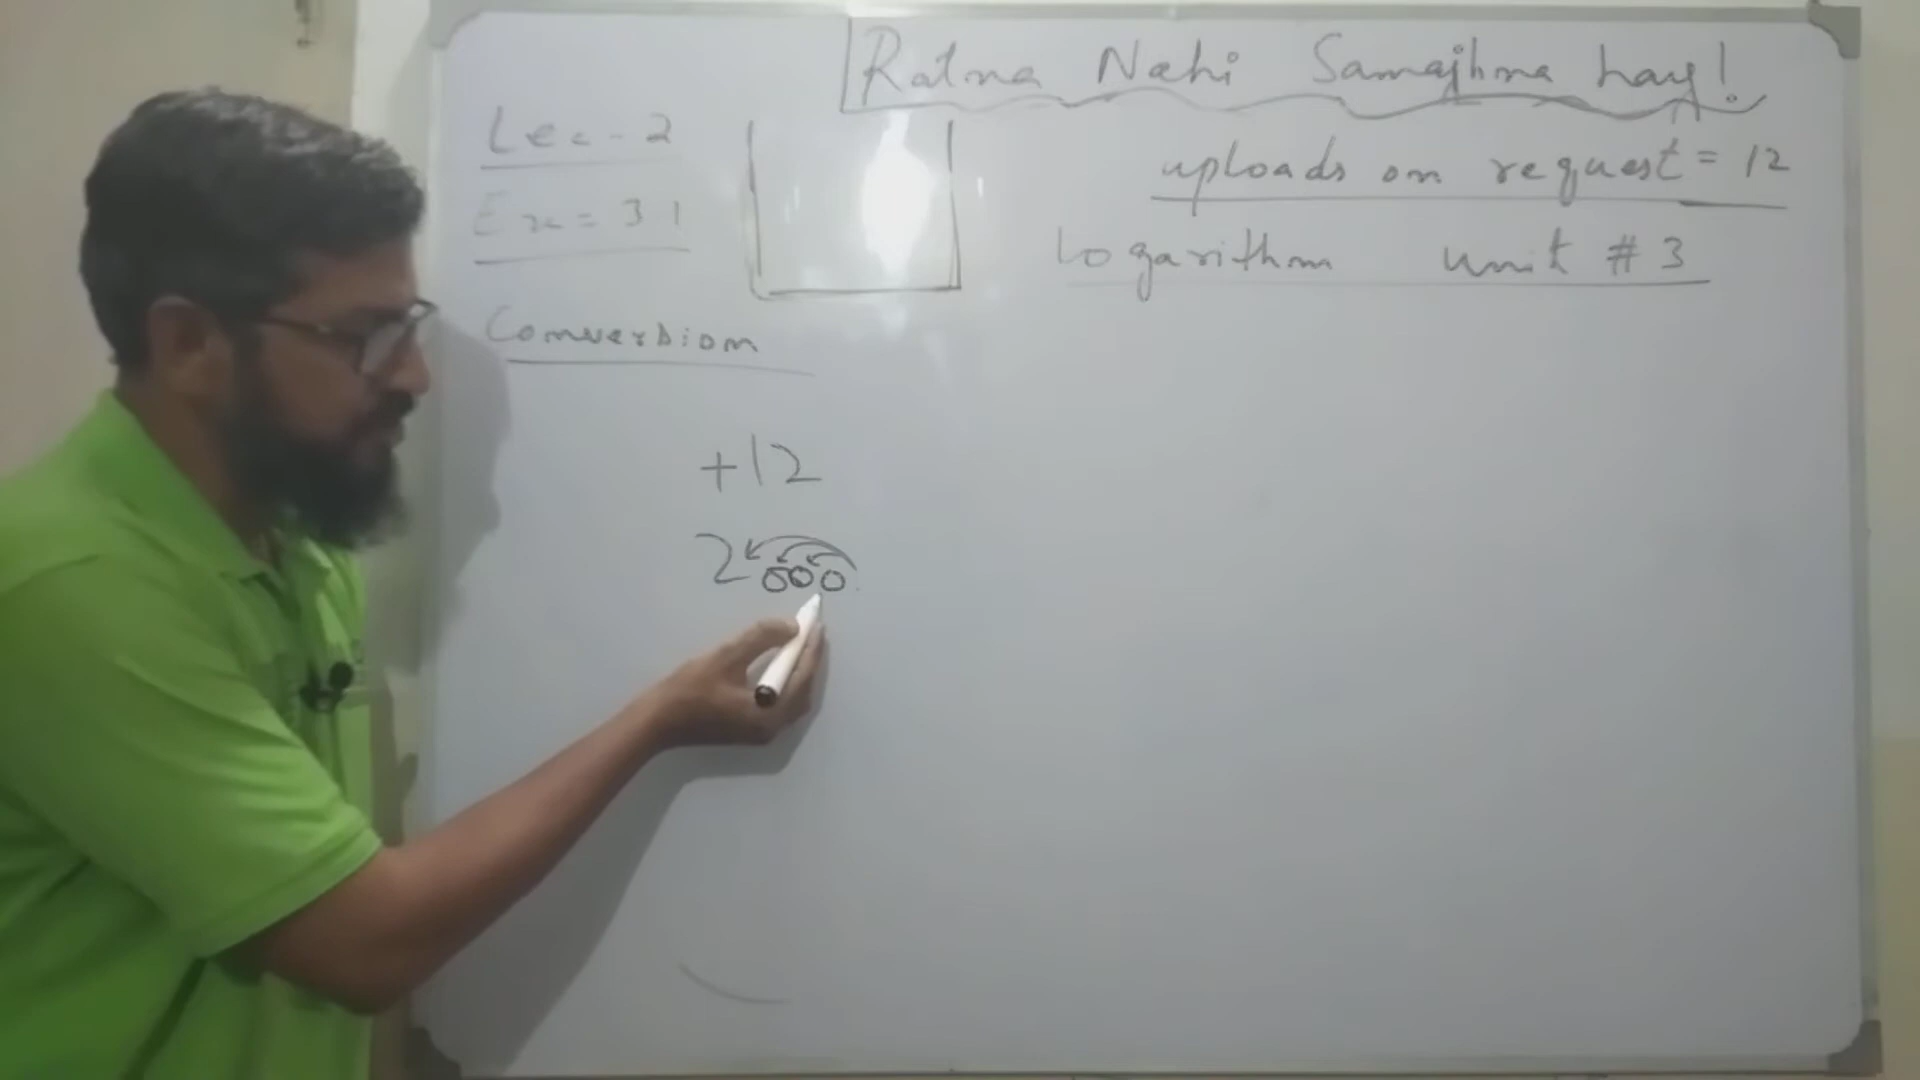 Ratna Nahi Samajhna hay!
Lec-2
uploads on request = 12
Ex = 3.1
Logarithm unit # 3
Conversion
+12
2000.